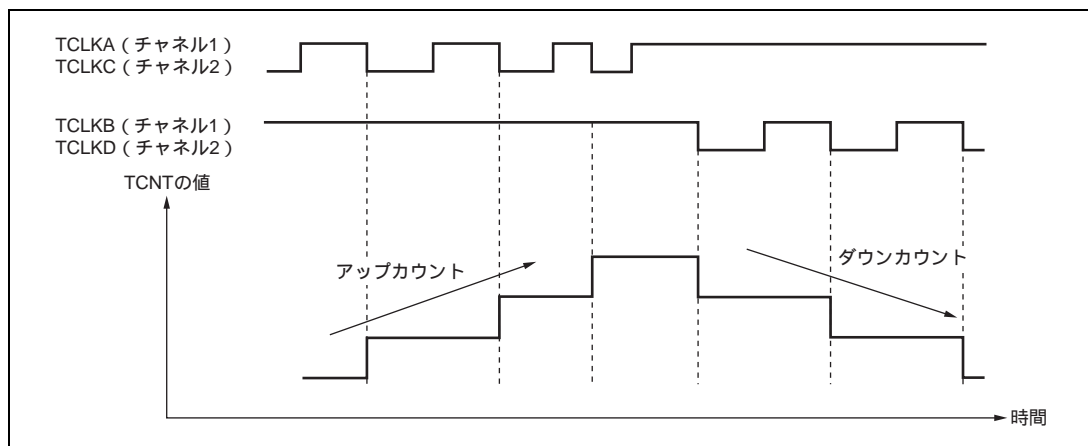 TCLKA（チャネル1）
TCLKC（チャネル2）
TCLKB（チャネル1）
TCLKD（チャネル2）
TCNTの値
アップカウント
ダウンカウント
時間